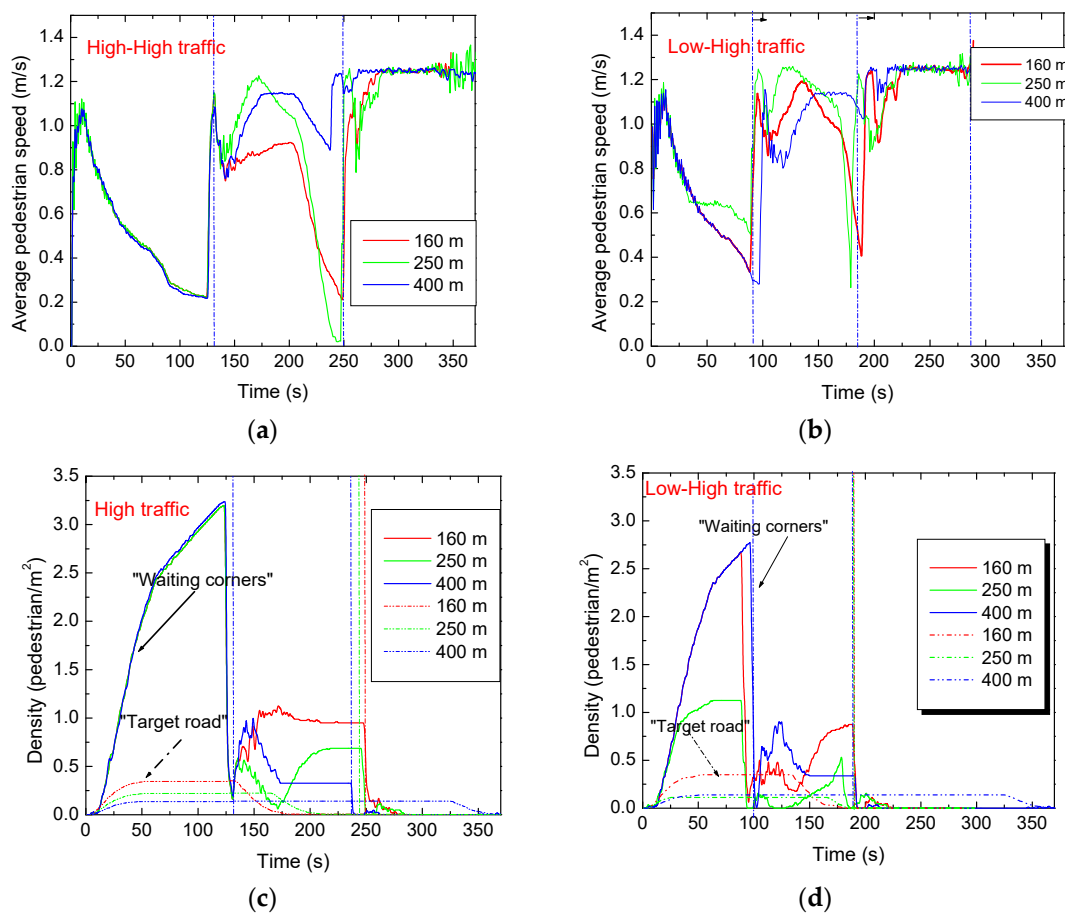 High-High traffic
Average pedestrian speed (m/s)
1.4
1.2
1.0
0.8
0.6
0.4
0.2
0.0
160 m
250 m
400 m
0 50 100 150 200 250 300 350
Time (s)
(a)
Low-High traffic
Average pedestrian speed (m/s)
1.4
1.2
1.0
0.8
0.6
0.4
0.2
0.0
160 m
250 m
400 m
0 50 100 150 200 250 300 350
Time (s)
(b)
High traffic
Density (pedestrian/m²)
3.5
3.0
2.5
2.0
1.5
1.0
0.5
0.0
"Waiting corners"
"Target road"
160 m
250 m
400 m
160 m
250 m
400 m
0 50 100 150 200 250 300 350
Time (s)
(c)
Low-High traffic
Density (pedestrian/m²)
3.5
3.0
2.5
2.0
1.5
1.0
0.5
0.0
"Waiting corners"
"Target road"
160 m
250 m
400 m
160 m
250 m
400 m
0 50 100 150 200 250 300 350
Time (s)
(d)